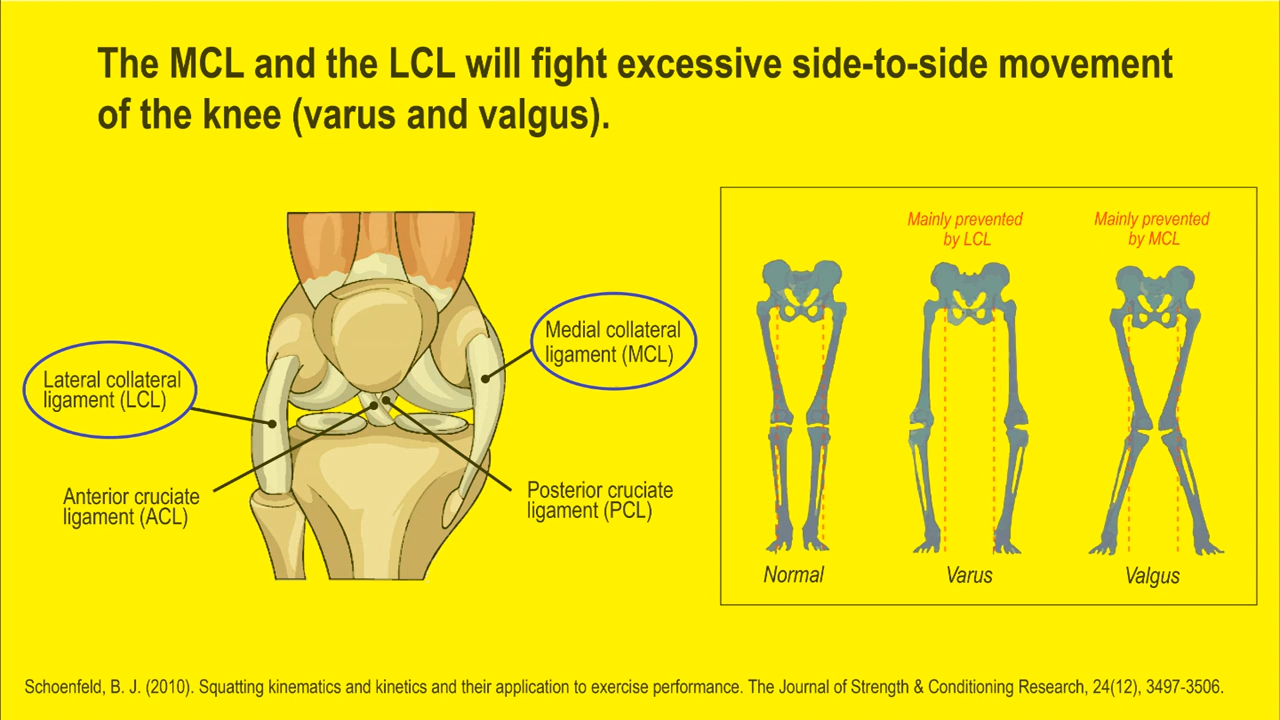 The MCL and the LCL will fight excessive side-to-side movement
of the knee (varus and valgus).
Lateral collateral
ligament (LCL)
Medial collateral
ligament (MCL)
Anterior cruciate
ligament (ACL)
Posterior cruciate
ligament (PCL)
Mainly prevented
by LCL
Mainly prevented
by MCL
Normal
Varus
Valgus
Schoenfeld, B. J. (2010). Squatting kinematics and kinetics and their application to exercise performance. The Journal of Strength & Conditioning Research, 24(12), 3497-3506.